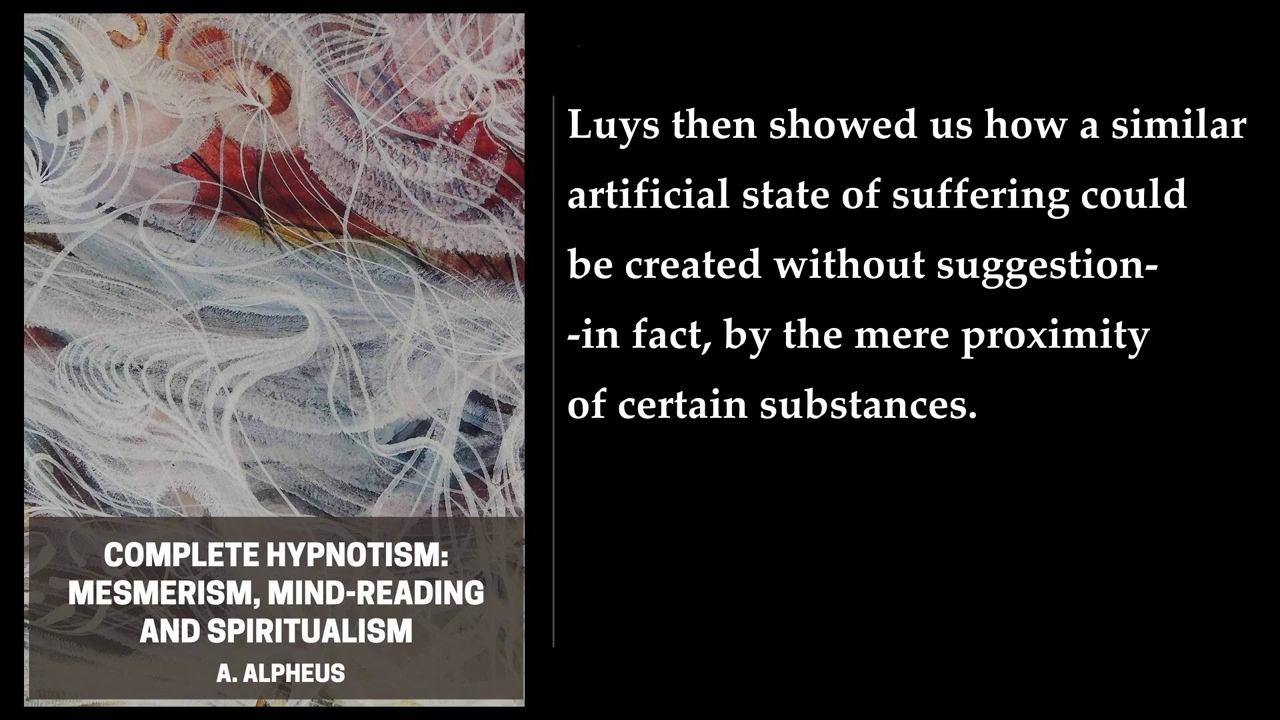 Luys then showed us how a similar
artificial state of suffering could
be created without suggestion-
-in fact, by the mere proximity
of certain substances.
COMPLETE HYPNOTISM:
MESMERISM, MIND-READING
AND SPIRITUALISM
A. ALPHEUS